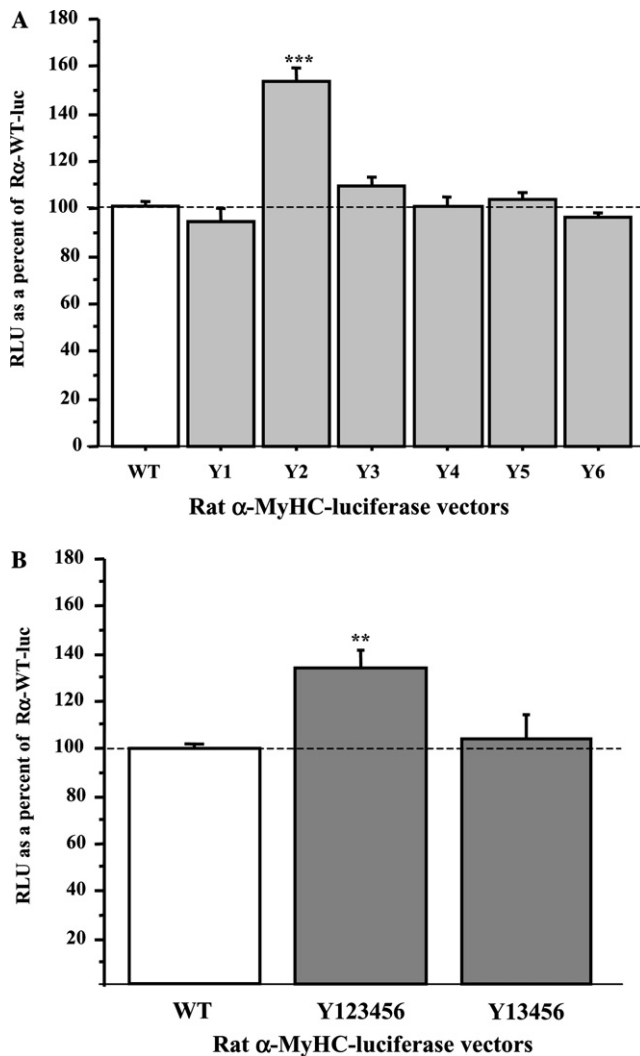 A
RLU as a percent of Rα-WT-luc
180
160
140
120
100
80
60
40
20
0
***
WT Y1 Y2 Y3 Y4 Y5 Y6
Rat α-MyHC-luciferase vectors
B
RLU as a percent of Rα-WT-luc
180
160
140
120
100
80
60
40
20
**
WT Y123456 Y13456
Rat α-MyHC-luciferase vectors